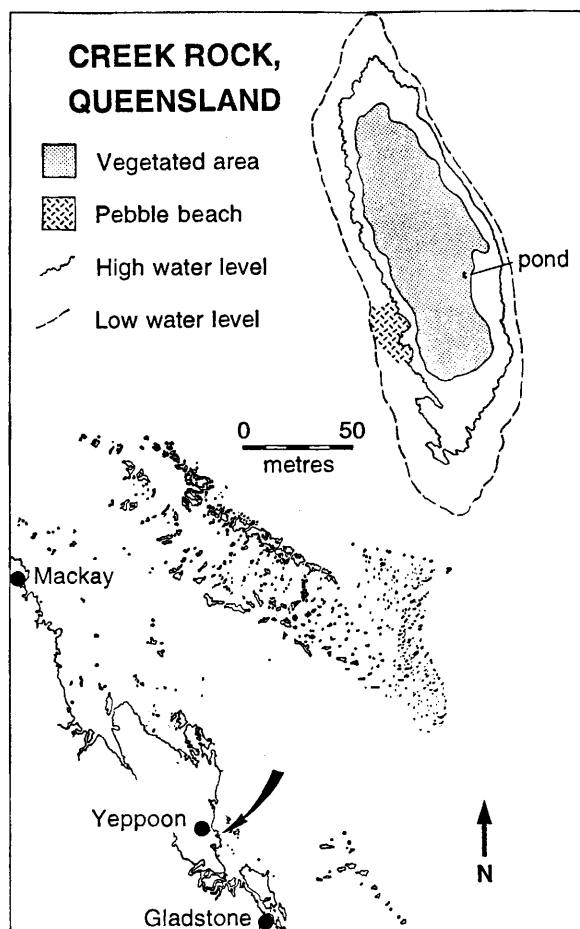 CREEK ROCK,
QUEENSLAND
Vegetated area
Pebble beach
High water level
Low water level
pond
0 50
metres
Mackay
Yeppoon
Gladstone
N